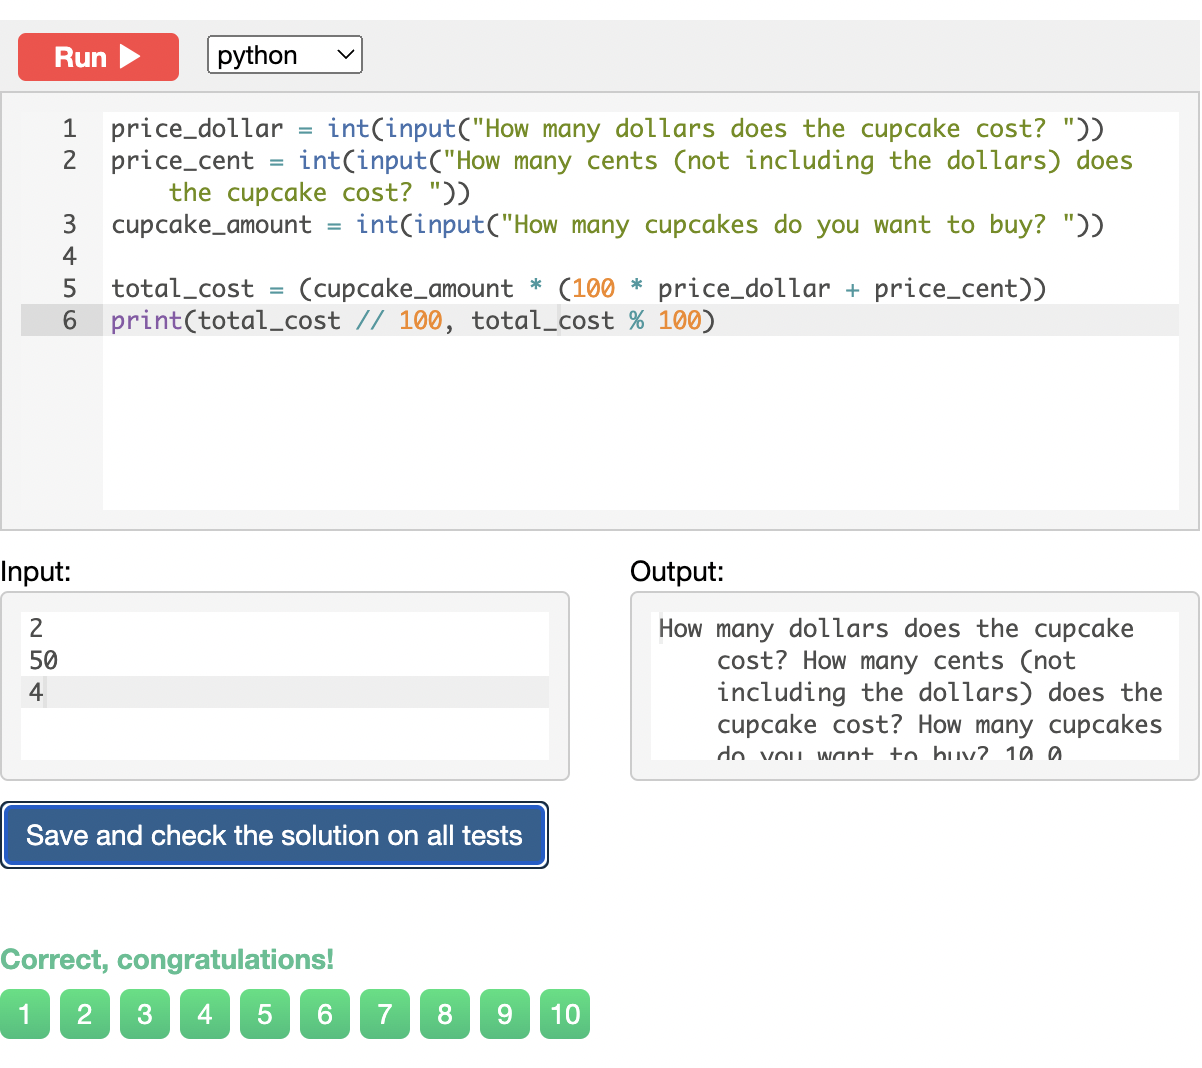 Run
python
1 price_dollar = int(input("How many dollars does the cupcake cost? "))
2 price_cent = int(input("How many cents (not including the dollars) does
the cupcake cost? "))
3 cupcake_amount = int(input("How many cupcakes do you want to buy? "))
4
5 total_cost = (cupcake_amount * (100 * price_dollar + price_cent))
6 print(total_cost // 100, total_cost % 100)
Input:
2
50
4
Output:
How many dollars does the cupcake
cost? How many cents (not
including the dollars) does the
cupcake cost? How many cupcakes
do you want to buy? 10 0
Save and check the solution on all tests
Correct, congratulations!
1 2 3 4 5 6 7 8 9 10